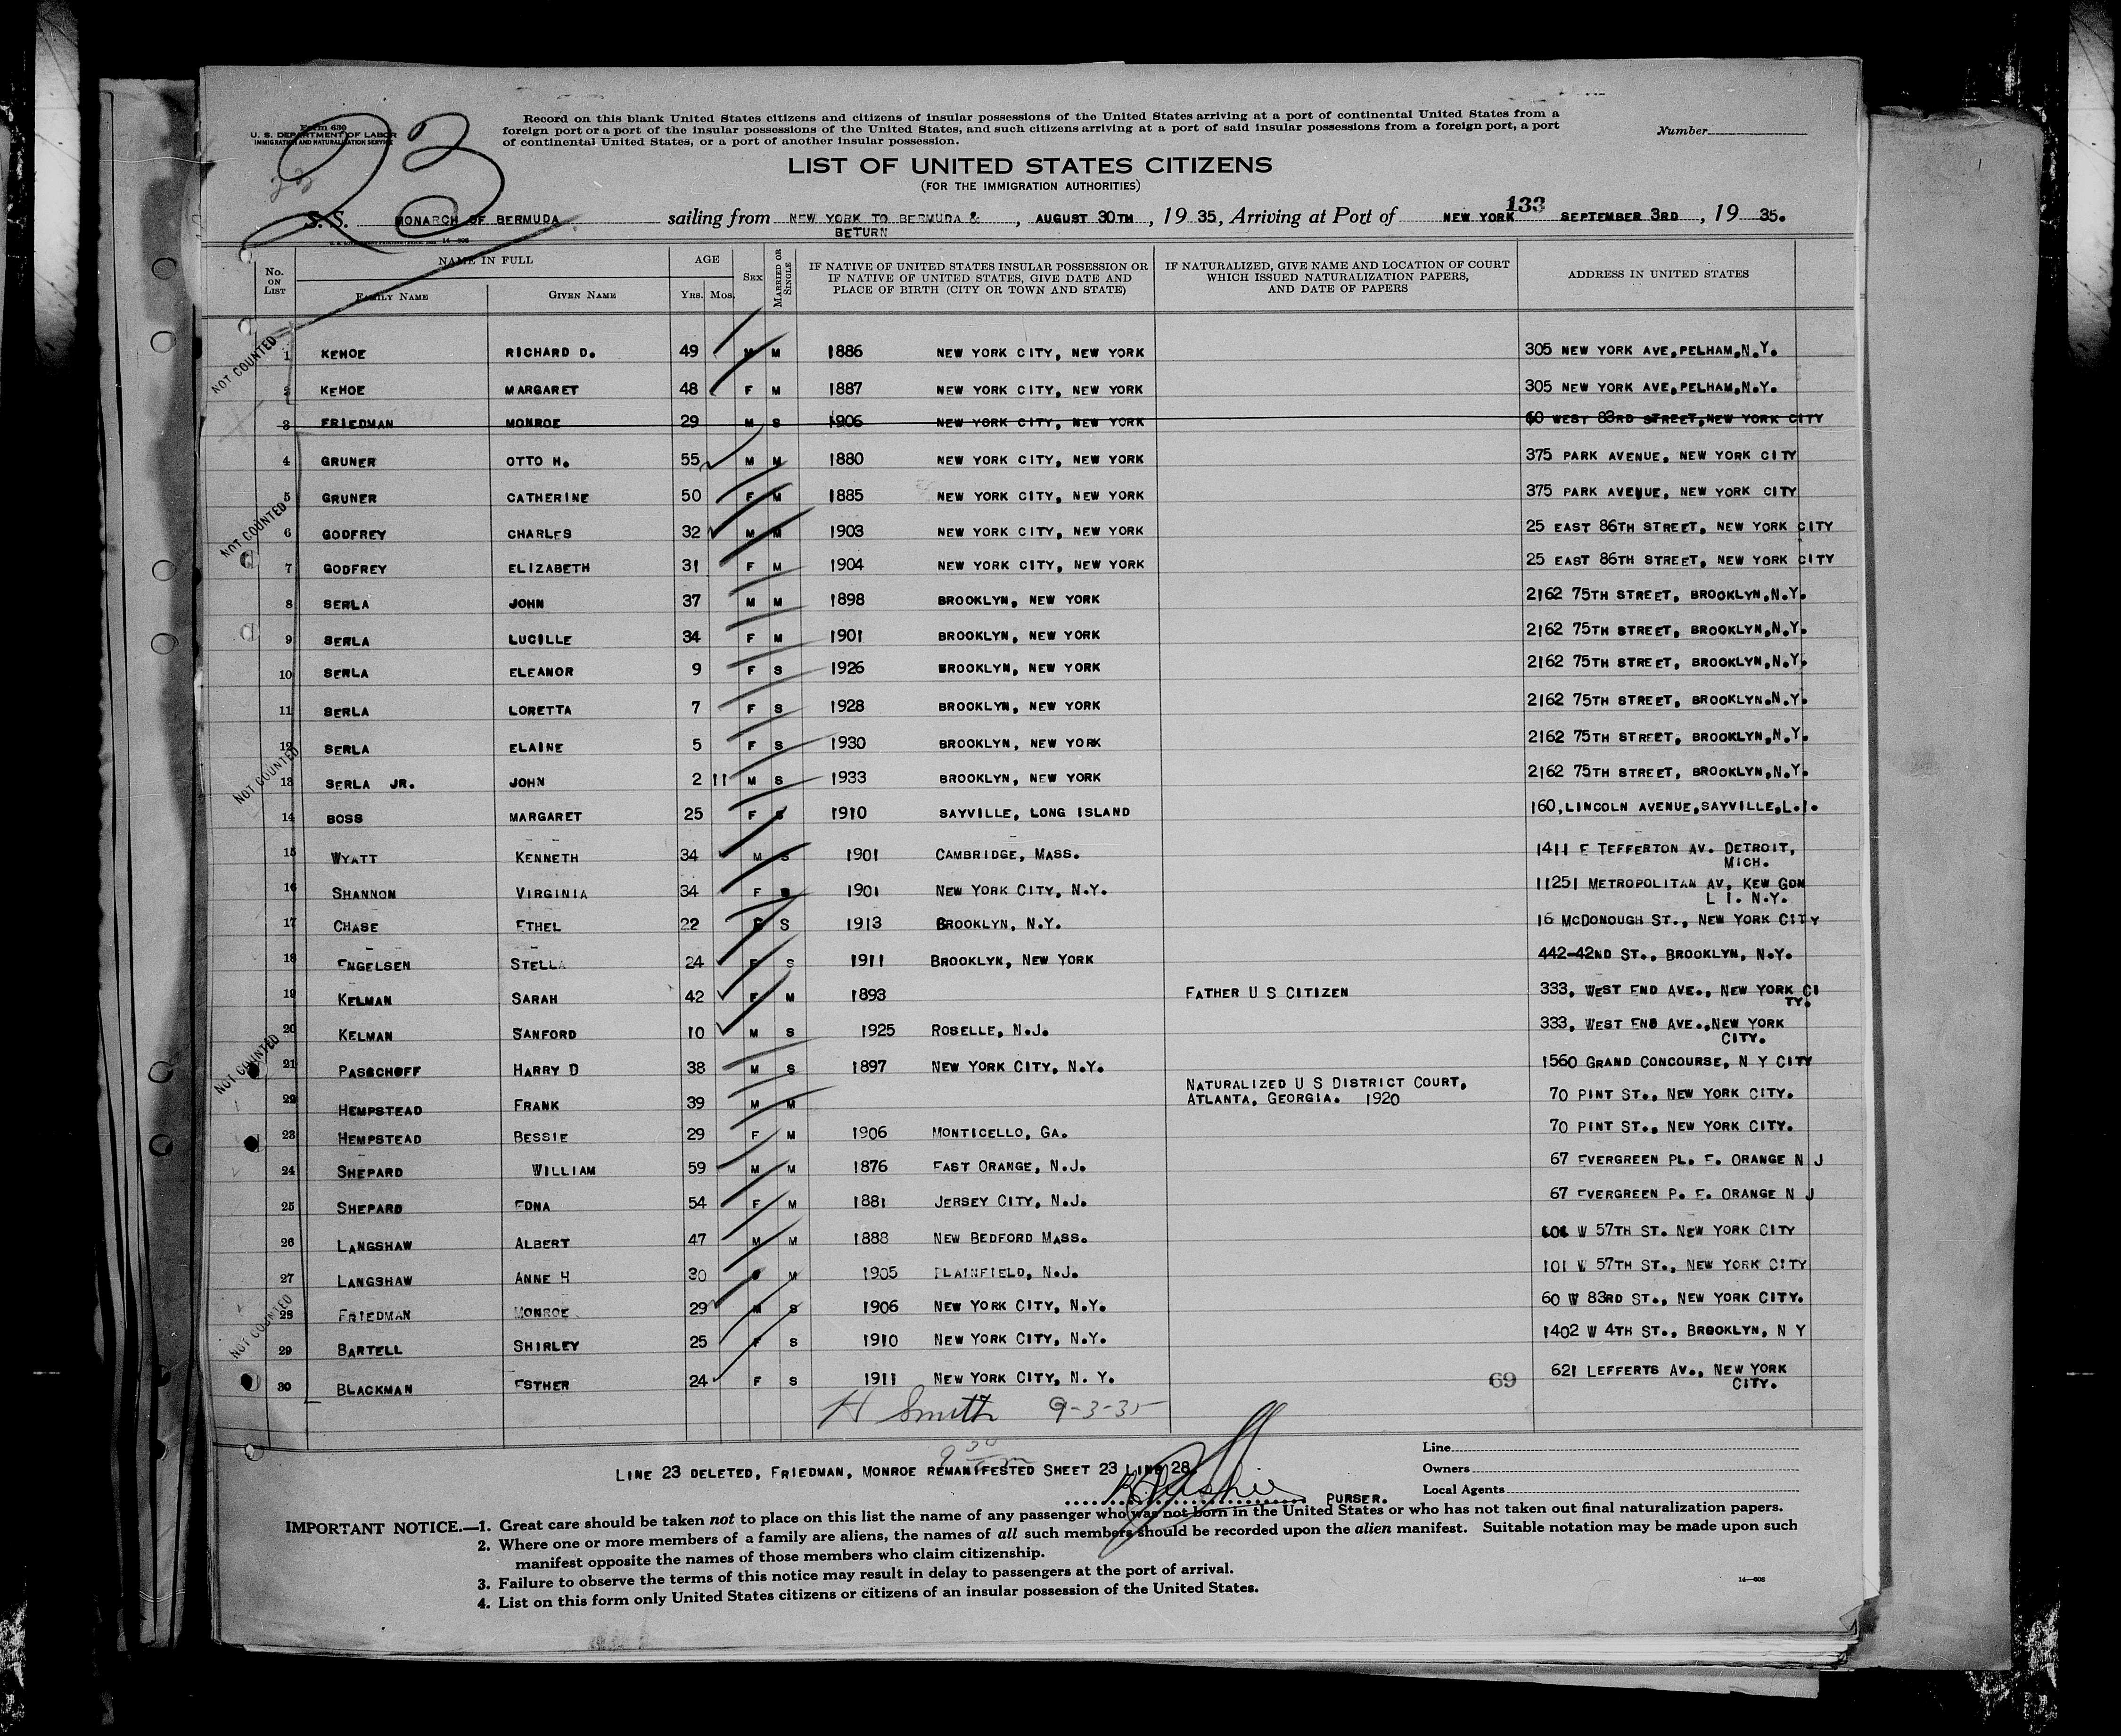 Form 630
U. S. DEPARTMENT OF LABOR
IMMIGRATION AND NATURALIZATION SERVICE
23
Record on this blank United States citizens and citizens of insular possessions of the United States arriving at a port of continental United States from a
foreign port or a port of the insular possessions of the United States, and such citizens arriving at a port of said insular possessions from a foreign port, a port
of continental United States, or a port of another insular possession.
Number
LIST OF UNITED STATES CITIZENS
(FOR THE IMMIGRATION AUTHORITIES)
133
S. S. MONARCH OF BERMUDA sailing from NEW YORK TO BERMUDA & , AUGUST 30TH , 19 35, Arriving at Port of NEW YORK SEPTEMBER 3RD , 19 35.
BETURN
No. ON LIST NAME IN FULL FAMILY NAME GIVEN NAME AGE YRS. MOS. SEX MARRIED OR SINGLE IF NATIVE OF UNITED STATES INSULAR POSSESSION OR IF NATIVE OF UNITED STATES, GIVE DATE AND PLACE OF BIRTH (CITY OR TOWN AND STATE) IF NATURALIZED, GIVE NAME AND LOCATION OF COURT WHICH ISSUED NATURALIZATION PAPERS, AND DATE OF PAPERS ADDRESS IN UNITED STATES
NOT COUNTED
1 KEHOE RICHARD D. 49 M M 1886 NEW YORK CITY, NEW YORK 305 NEW YORK AVE,PELHAM,N.Y.
2 KEHOE MARGARET 48 F M 1887 NEW YORK CITY, NEW YORK 305 NEW YORK AVE,PELHAM,N.Y.
3 FRIEDMAN MONROE 29 M S 1906 NEW YORK CITY, NEW YORK 60 WEST 83RD STREET,NEW YORK CITY
4 GRUNER OTTO H. 55 M M 1880 NEW YORK CITY, NEW YORK 375 PARK AVENUE, NEW YORK CITY
5 GRUNER CATHERINE 50 F M 1885 NEW YORK CITY, NEW YORK 375 PARK AVENUE, NEW YORK CITY
NOT COUNTED
6 GODFREY CHARLES 32 M M 1903 NEW YORK CITY, NEW YORK 25 EAST 86TH STREET, NEW YORK CITY
7 GODFREY ELIZABETH 31 F M 1904 NEW YORK CITY, NEW YORK 25 EAST 86TH STREET, NEW YORK CITY
8 SERLA JOHN 37 M M 1898 BROOKLYN, NEW YORK 2162 75TH STREET, BROOKLYN,N.Y.
9 SERLA LUCILLE 34 F M 1901 BROOKLYN, NEW YORK 2162 75TH STREET, BROOKLYN,N.Y.
10 SERLA ELEANOR 9 F S 1926 BROOKLYN, NEW YORK 2162 75TH STREET, BROOKLYN,N.Y.
11 SERLA LORETTA 7 F S 1928 BROOKLYN, NEW YORK 2162 75TH STREET, BROOKLYN,N.Y.
12 SERLA ELAINE 5 F S 1930 BROOKLYN, NEW YORK 2162 75TH STREET, BROOKLYN,N.Y.
NOT COUNTED
13 SERLA JR. JOHN 2 11 M S 1933 BROOKLYN, NEW YORK 2162 75TH STREET, BROOKLYN,N.Y.
14 BOSS MARGARET 25 F S 1910 SAYVILLE, LONG ISLAND 160,LINCOLN AVENUE,SAYVILLE,L.I.
15 WYATT KENNETH 34 M S 1901 CAMBRIDGE, MASS. 1411 E TEFFERTON AV. DETROIT,
MICH.
16 SHANNON VIRGINIA 34 F S 1901 NEW YORK CITY, N.Y. 11251 METROPOLITAN AV, KEW GDN
L I. N.Y.
17 CHASE ETHEL 22 S 1913 BROOKLYN, N.Y. 16 MCDONOUGH ST., NEW YORK CITY
18 ENGELSEN STELLA 24 F S 1911 BROOKLYN, NEW YORK 442-42ND ST., BROOKLYN, N.Y.
19 KELMAN SARAH 42 F M 1893 FATHER U S CITIZEN 333, WEST END AVE., NEW YORK CI
TY.
20 KELMAN SANFORD 10 M S 1925 ROSELLE, N.J. 333, WEST END AVE.,NEW YORK
CITY.
NOT COUNTED
21 PASACHOFF HARRY D 38 M S 1897 NEW YORK CITY, N.Y. 1560 GRAND CONCOURSE, N Y CITY
NATURALIZED U S DISTRICT COURT,
22 HEMPSTEAD FRANK 39 M M ATLANTA, GEORGIA. 1920 70 PINT ST., NEW YORK CITY.
23 HEMPSTEAD BESSIE 29 F M 1906 MONTICELLO, GA. 70 PINT ST., NEW YORK CITY.
24 SHEPARD WILLIAM 59 M M 1876 EAST ORANGE, N.J. 67 EVERGREEN PL. E. ORANGE N J
25 SHEPARD EDNA 54 F M 1881 JERSEY CITY, N.J. 67 EVERGREEN P. E. ORANGE N J
26 LANGSHAW ALBERT 47 M M 1888 NEW BEDFORD MASS. 101 W 57TH ST. NEW YORK CITY
27 LANGSHAW ANNE H 30 M 1905 PLAINFIELD, N.J. 101 W 57TH ST., NEW YORK CITY
NOT COUNTED
28 FRIEDMAN MONROE 29 M S 1906 NEW YORK CITY, N.Y. 60 W 83RD ST., NEW YORK CITY.
29 BARTELL SHIRLEY 25 F S 1910 NEW YORK CITY, N.Y. 1402 W 4TH ST., BROOKLYN, N Y
30 BLACKMAN ESTHER 24 F S 1911 NEW YORK CITY, N. Y. 69 621 LEFFERTS AV., NEW YORK
CITY.
H Smith 9-3-35
Line
Owners
Local Agents
LINE 23 DELETED, FRIEDMAN, MONROE REMANIFESTED SHEET 23 LINE 28
PURSER.
IMPORTANT NOTICE.—1. Great care should be taken not to place on this list the name of any passenger who was not born in the United States or who has not taken out final naturalization papers.
2. Where one or more members of a family are aliens, the names of all such members should be recorded upon the alien manifest. Suitable notation may be made upon such
manifest opposite the names of those members who claim citizenship.
3. Failure to observe the terms of this notice may result in delay to passengers at the port of arrival.
4. List on this form only United States citizens or citizens of an insular possession of the United States.